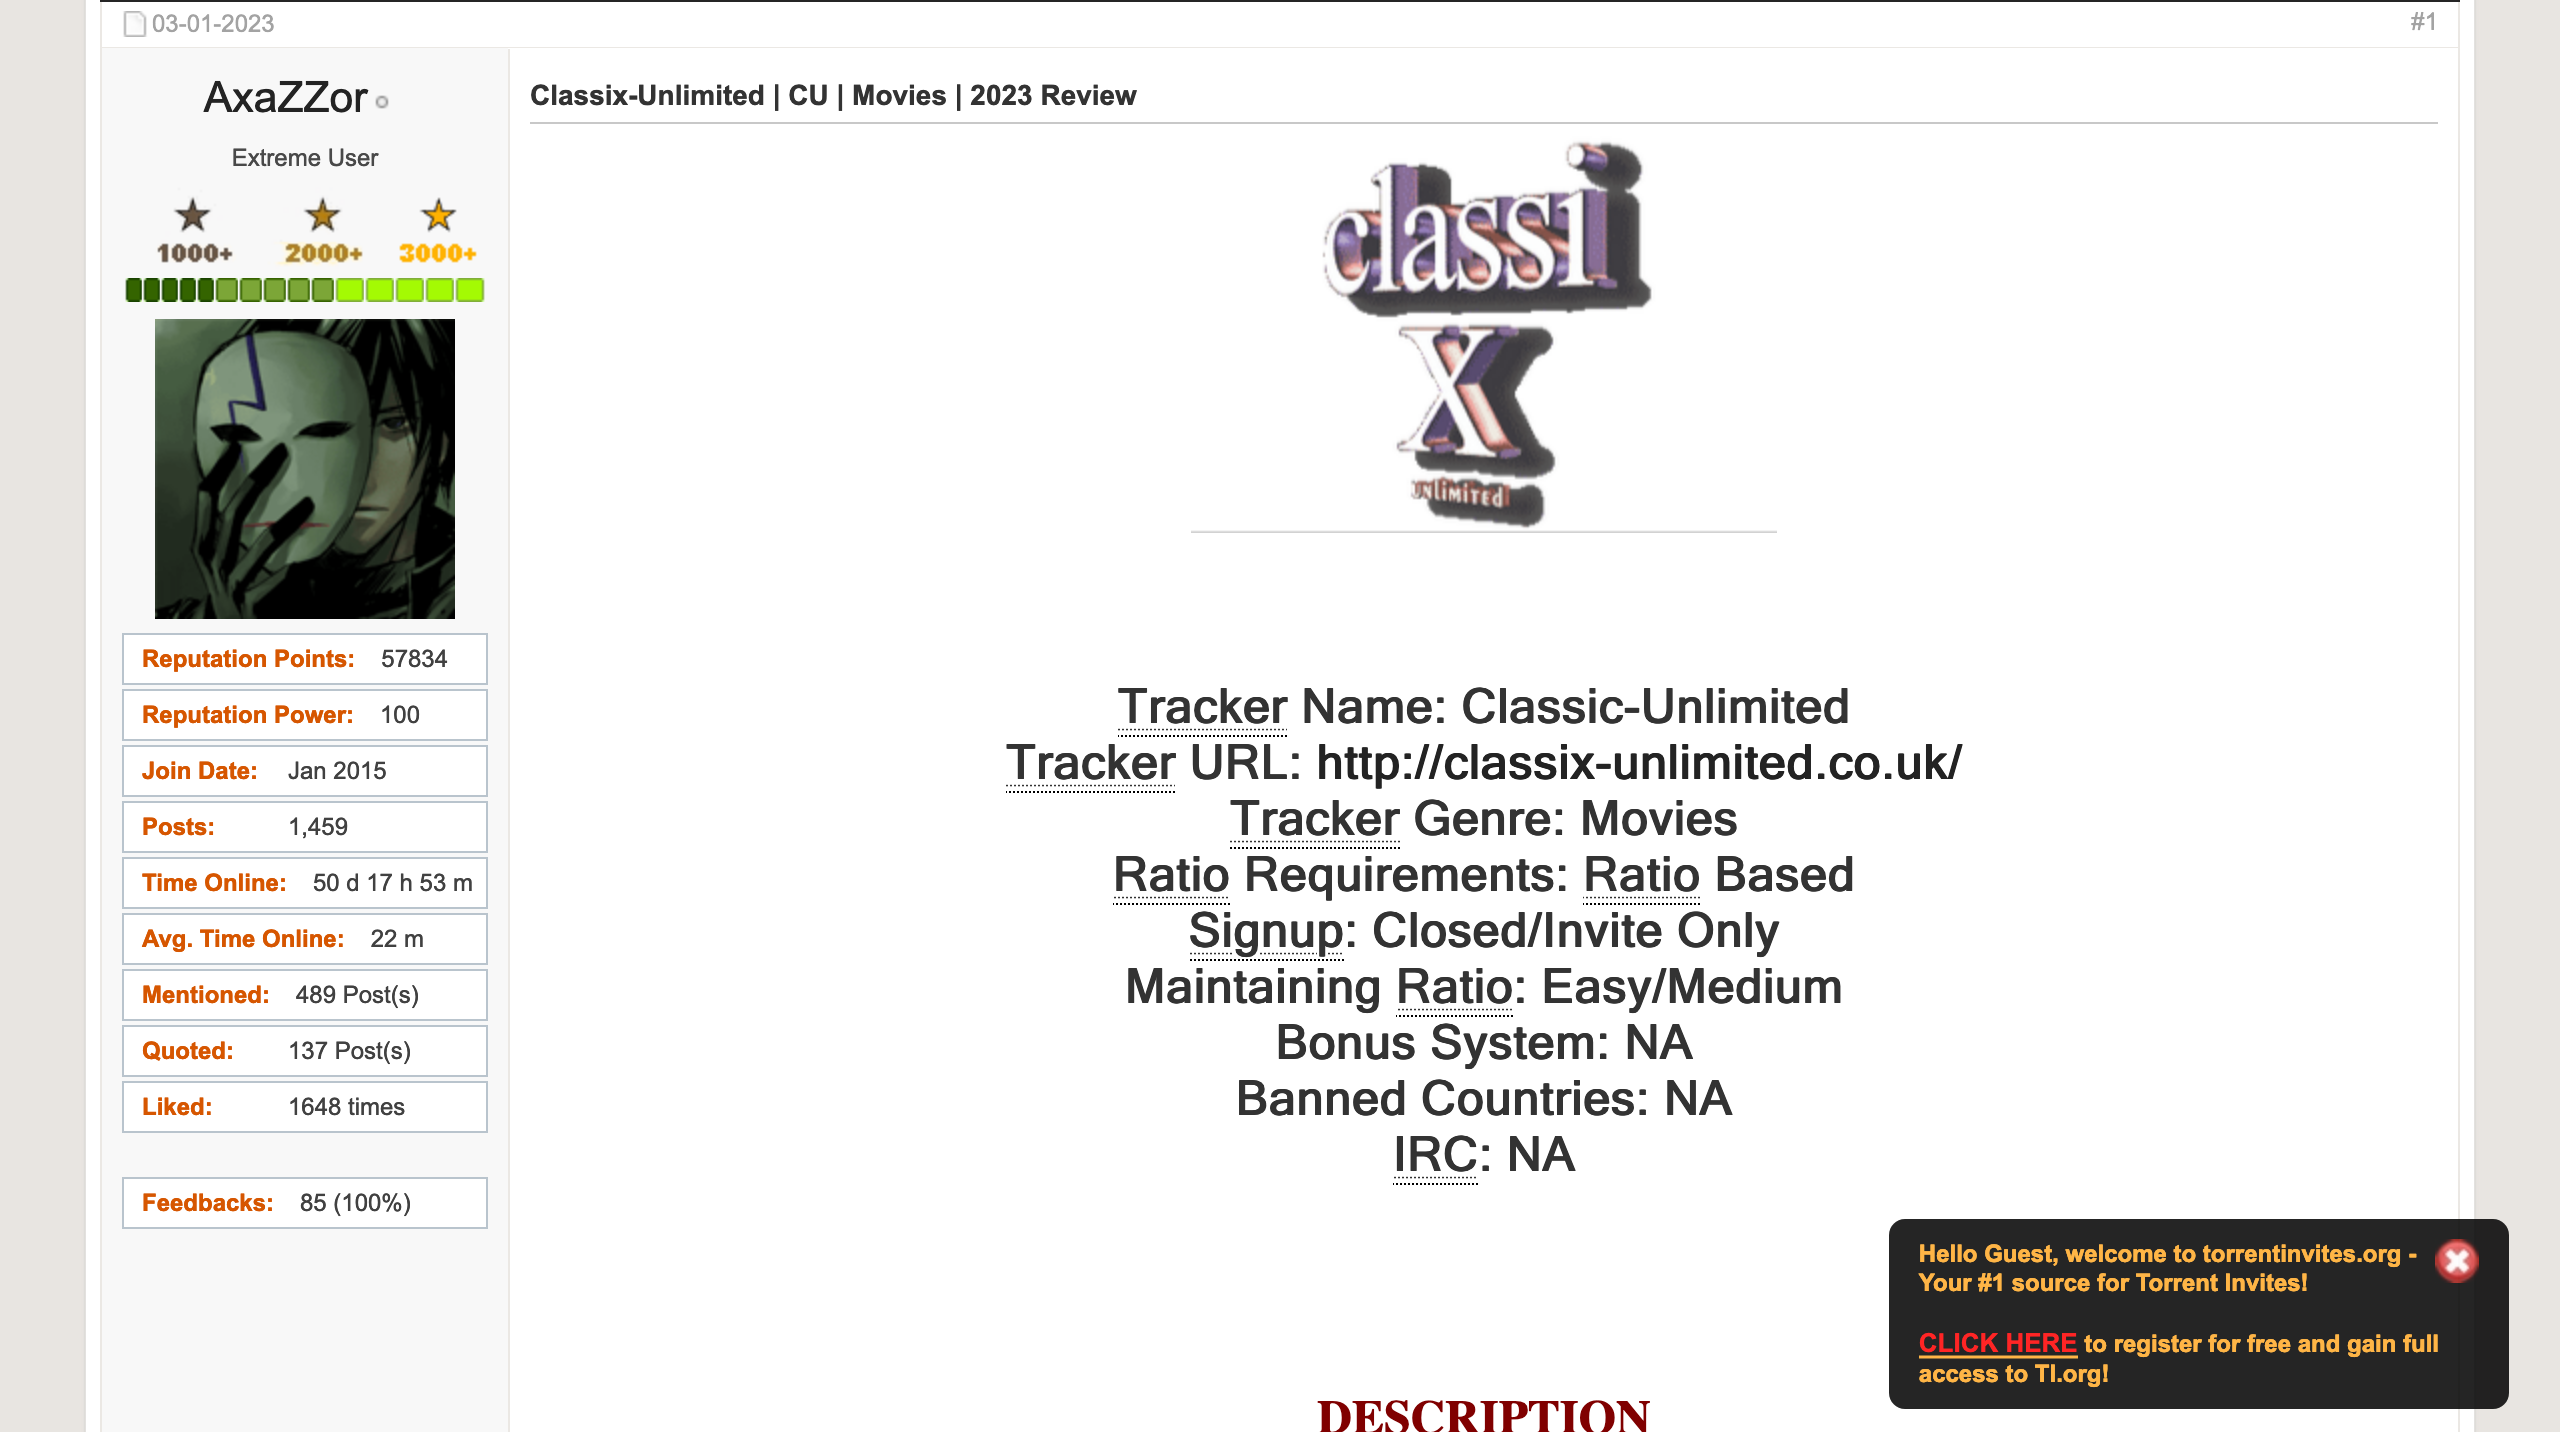 03-01-2023
#1
AxaZZor
Extreme User
1000+ 2000+ 3000+
Reputation Points: 57834
Reputation Power: 100
Join Date: Jan 2015
Posts: 1,459
Time Online: 50 d 17 h 53 m
Avg. Time Online: 22 m
Mentioned: 489 Post(s)
Quoted: 137 Post(s)
Liked: 1648 times
Feedbacks: 85 (100%)
Classix-Unlimited | CU | Movies | 2023 Review
classi
X
UNLIMITED
Tracker Name: Classic-Unlimited
Tracker URL: http://classix-unlimited.co.uk/
Tracker Genre: Movies
Ratio Requirements: Ratio Based
Signup: Closed/Invite Only
Maintaining Ratio: Easy/Medium
Bonus System: NA
Banned Countries: NA
IRC: NA
DESCRIPTION
Hello Guest, welcome to torrentinvites.org -
Your #1 source for Torrent Invites!
CLICK HERE to register for free and gain full
access to TI.org!